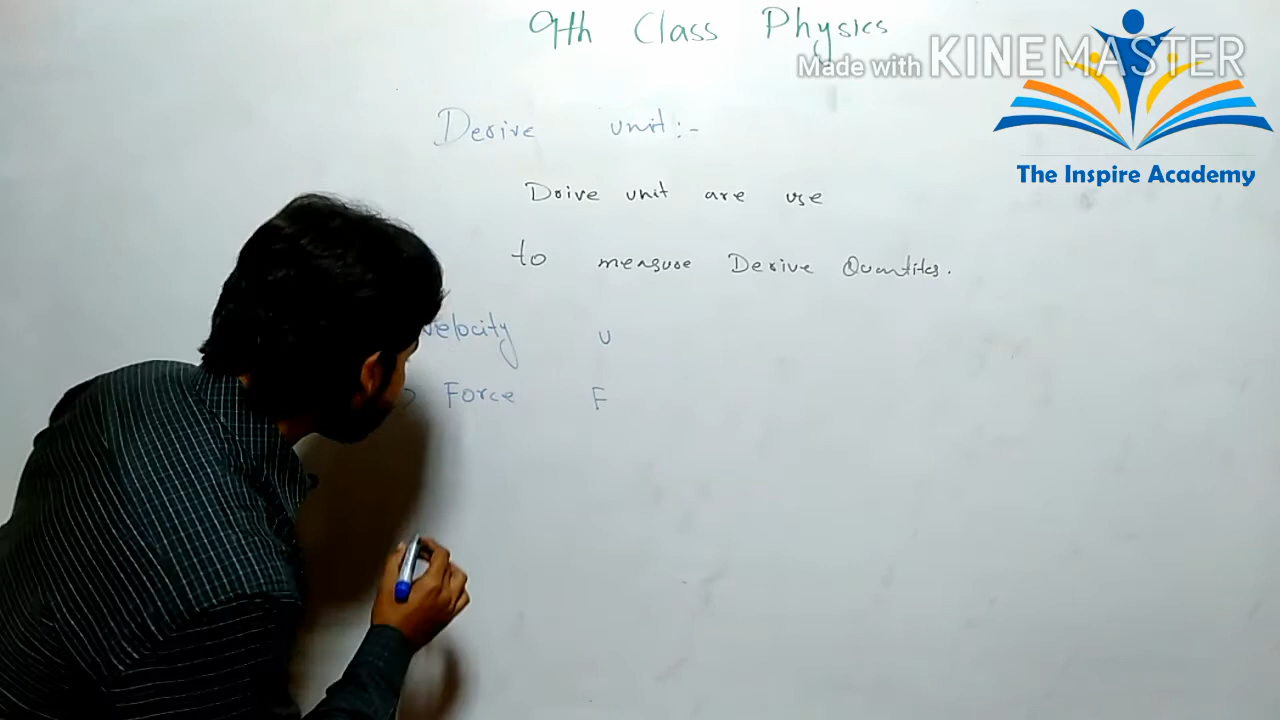 9th Class Physics
Made with KINEMASTER
The Inspire Academy
Derive unit:-
Drive unit are use
to measure Derive Quantites.
Velocity v
Force F